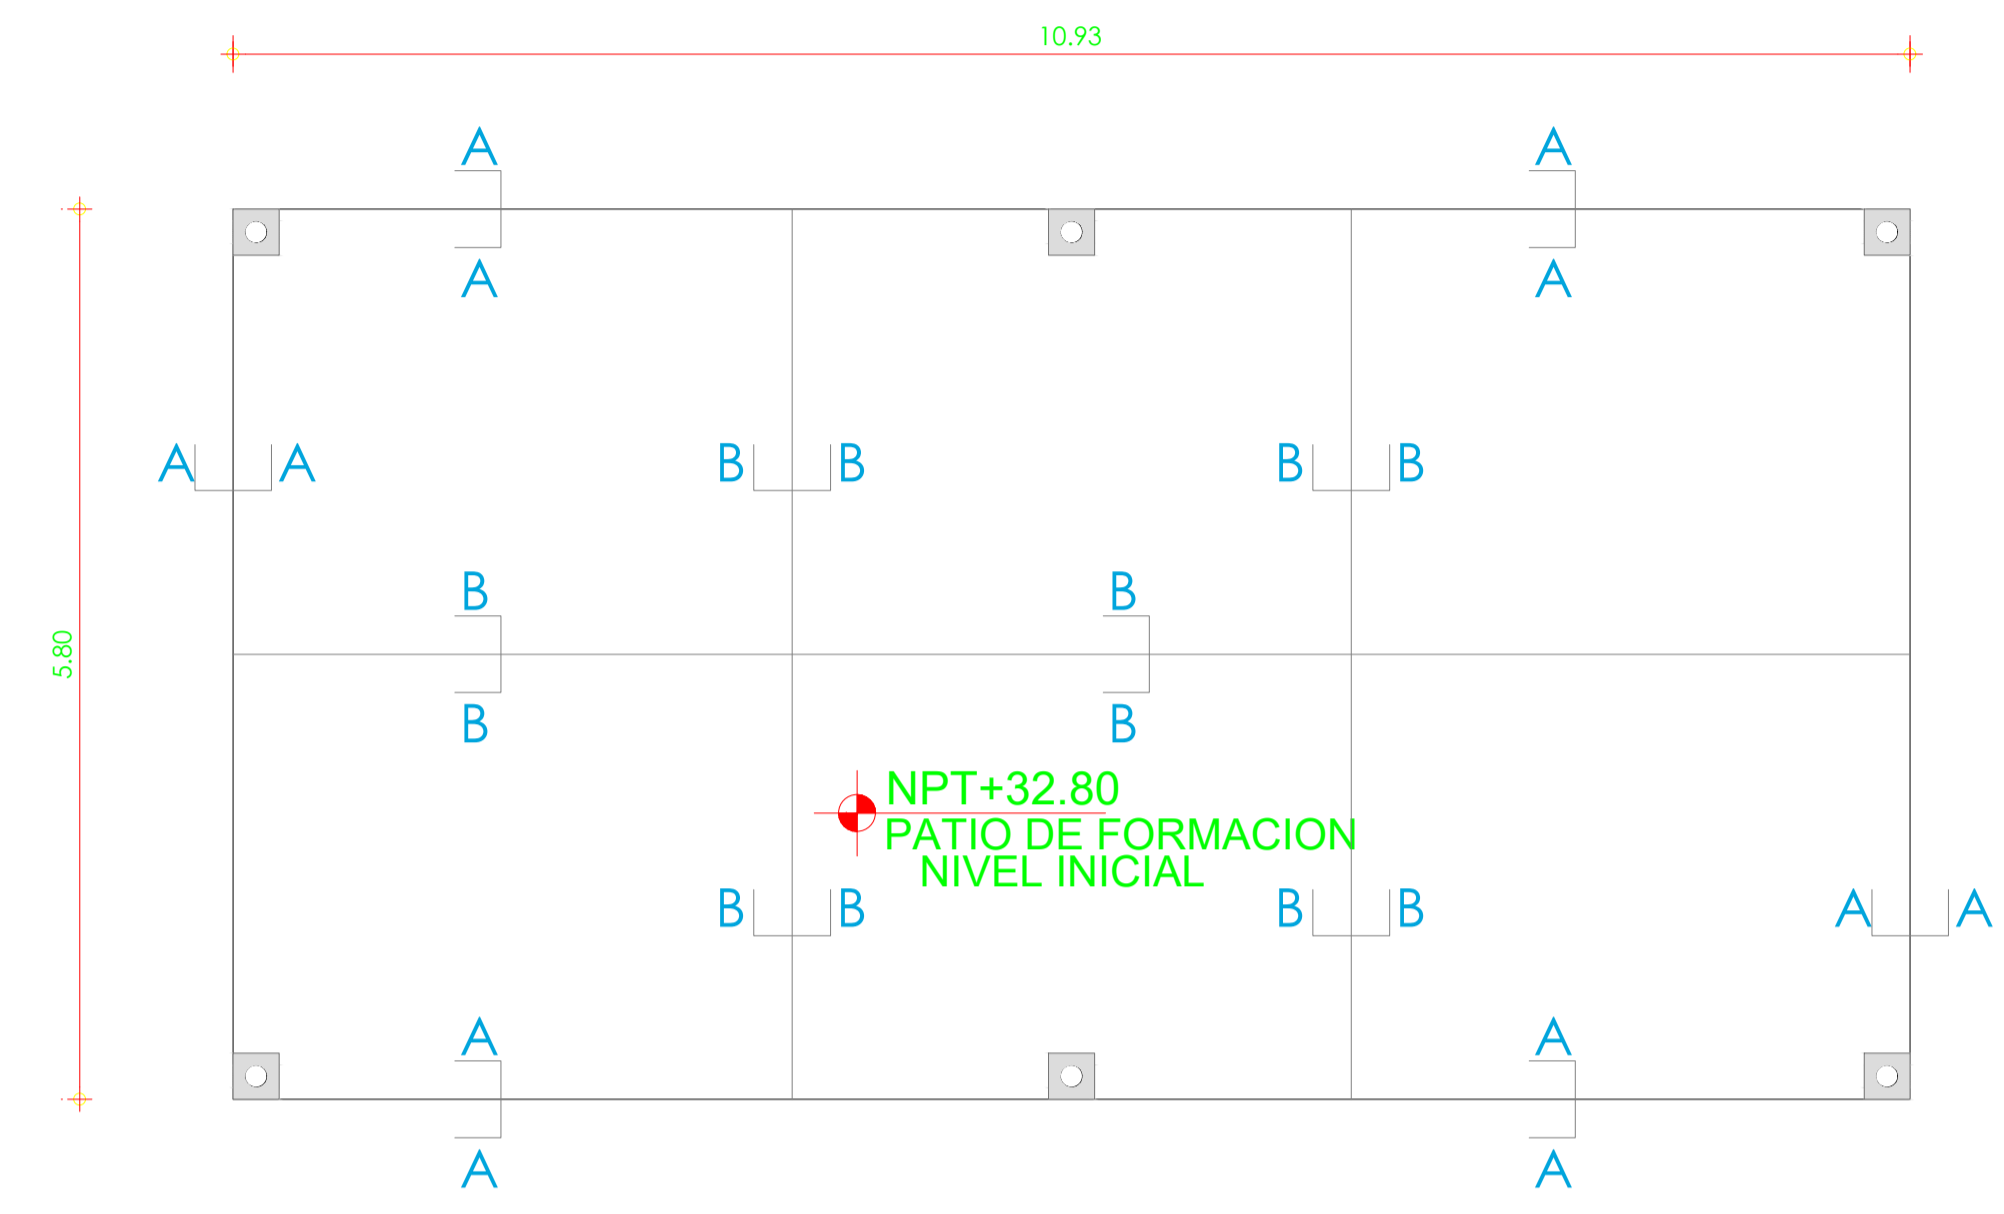 10.93
A A
A A
A A B B B B
B B
5.80
B B
NPT+32.80
PATIO DE FORMACION
NIVEL INICIAL
B B B B A A
A A
A A